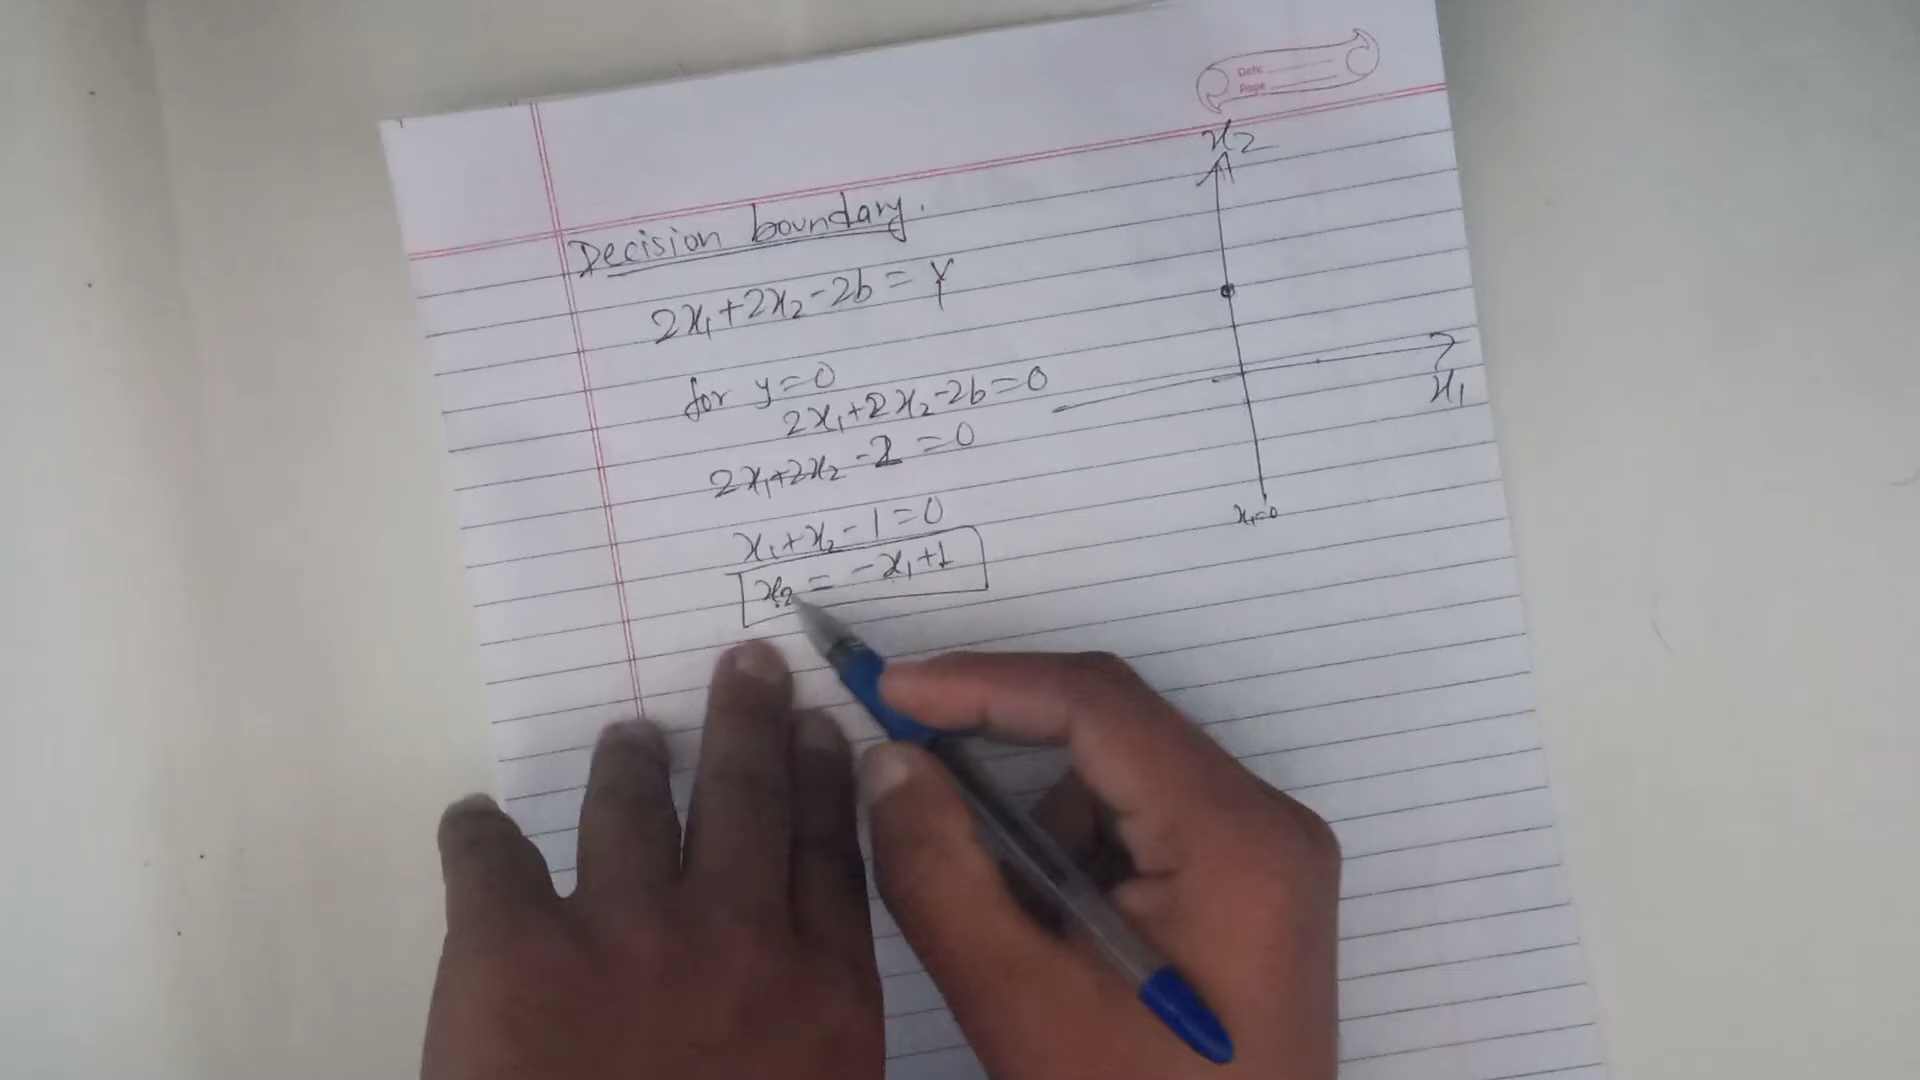 Date
Page
x2
Decision boundary.
2x₁+2x₂-2b=Y
for y=0
2x₁+2x₂-2b=0
x₁
2x₁+2x₂-2=0
x₁+x₂-1=0
x₁=0
x₂=-x₁+1